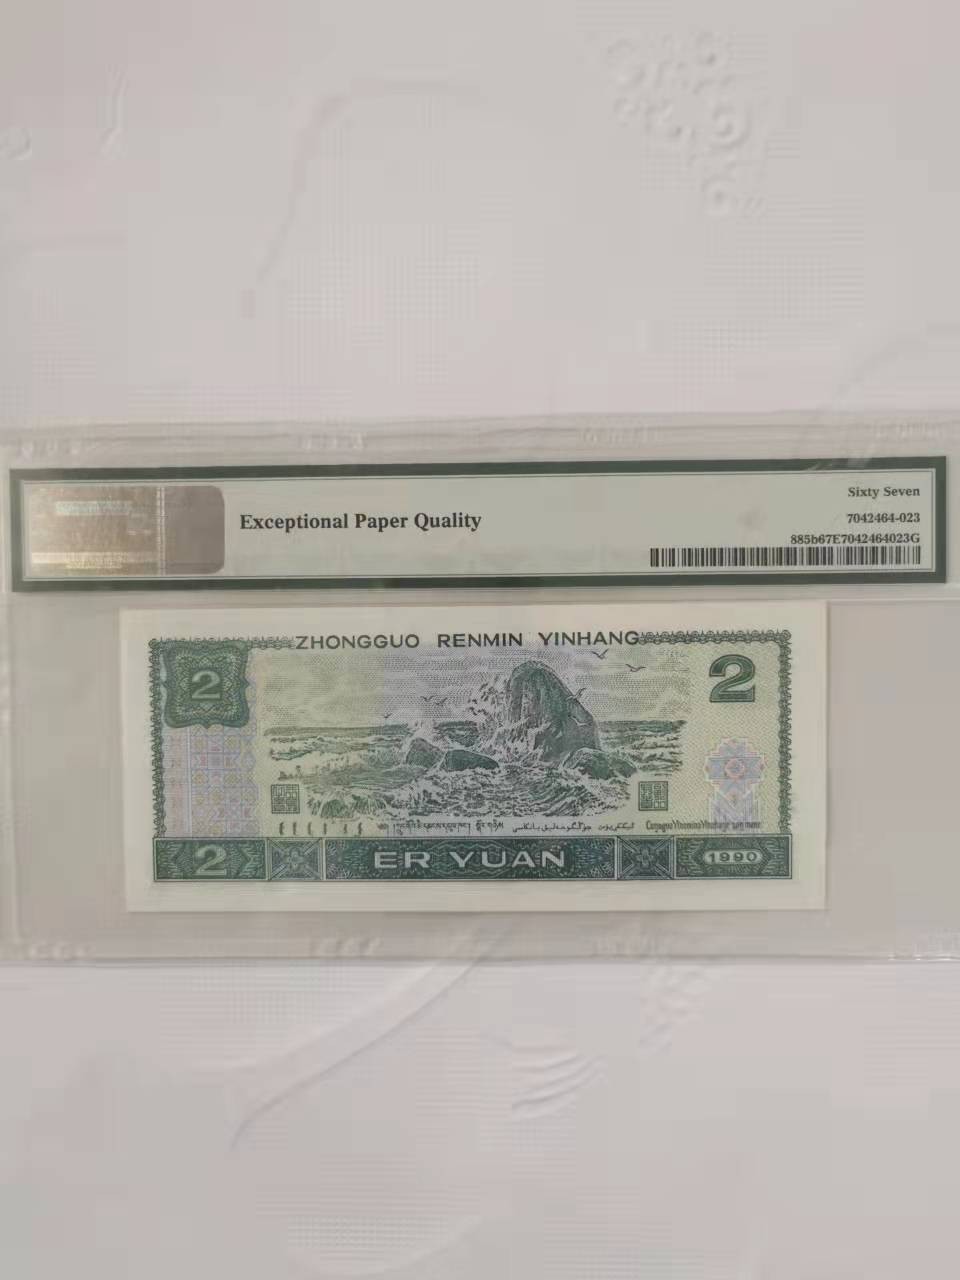 Sixty Seven
Exceptional Paper Quality
7042464-023
885b67E7042464023G
ZHONGGUO RENMIN YINHANG
2
2
2
ER YUAN
1990